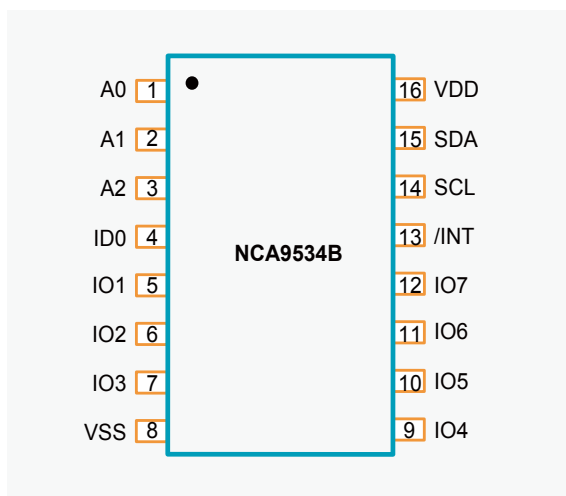 A0 1 16 VDD
A1 2 15 SDA
A2 3 14 SCL
ID0 4 13 /INT
NCA9534B
IO1 5 12 IO7
IO2 6 11 IO6
IO3 7 10 IO5
VSS 8 9 IO4